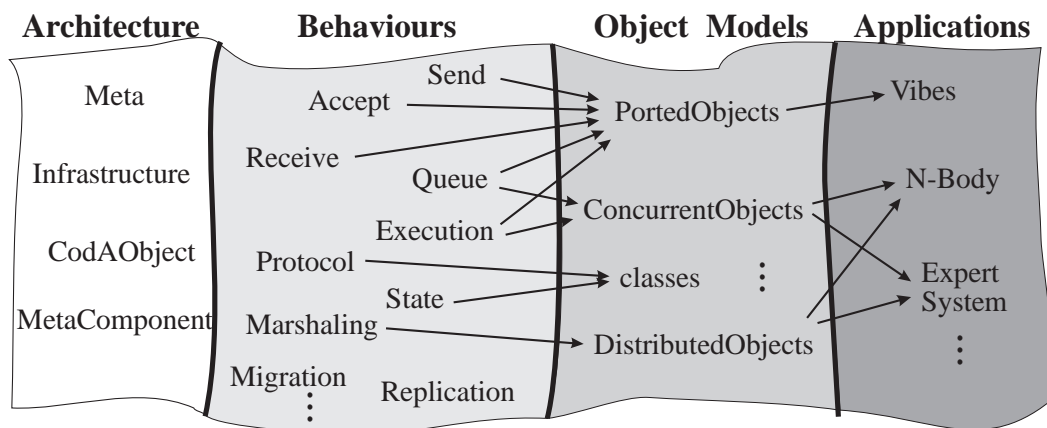 Architecture
Behaviours
Object Models
Applications
Meta
Infrastructure
CodAObject
MetaComponent
Send
Accept
Receive
Queue
Execution
Protocol
State
Marshaling
Migration
Replication
PortedObjects
ConcurrentObjects
classes
DistributedObjects
Vibes
N-Body
Expert
System